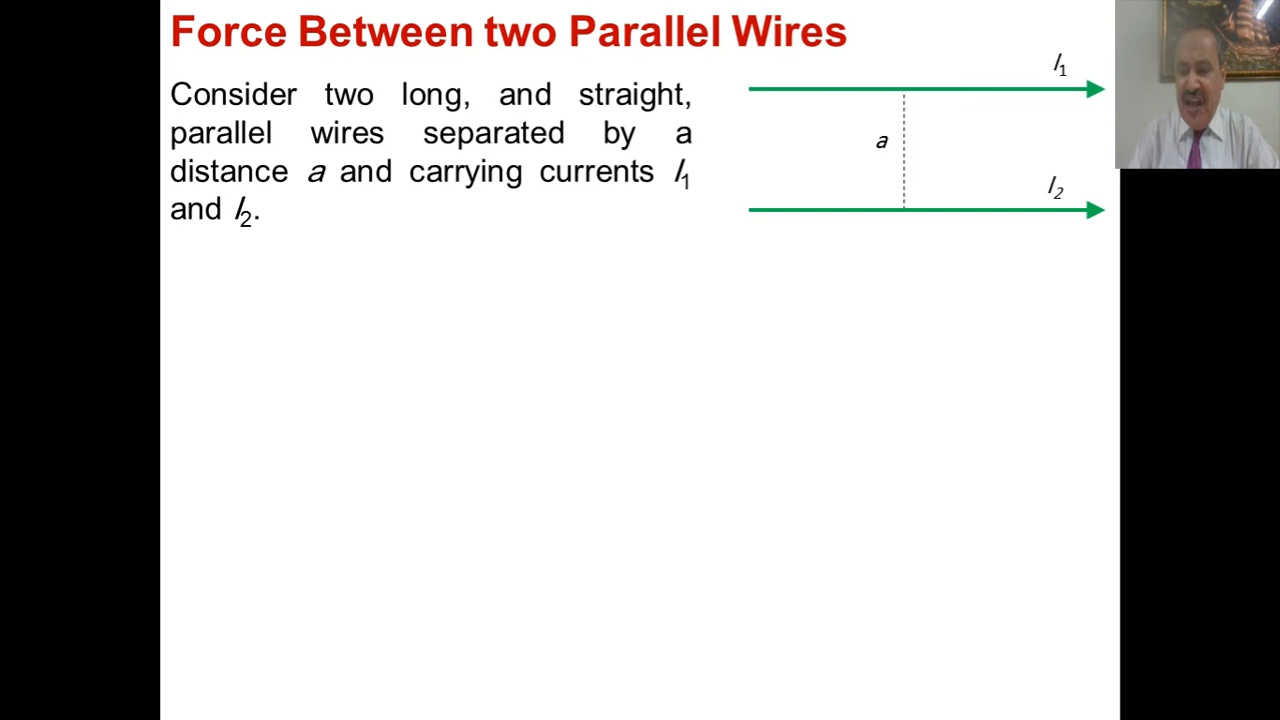 Force Between two Parallel Wires
Consider two long, and straight,
parallel wires separated by a
distance a and carrying currents I₁
and I₂.
I₁
a
I₂